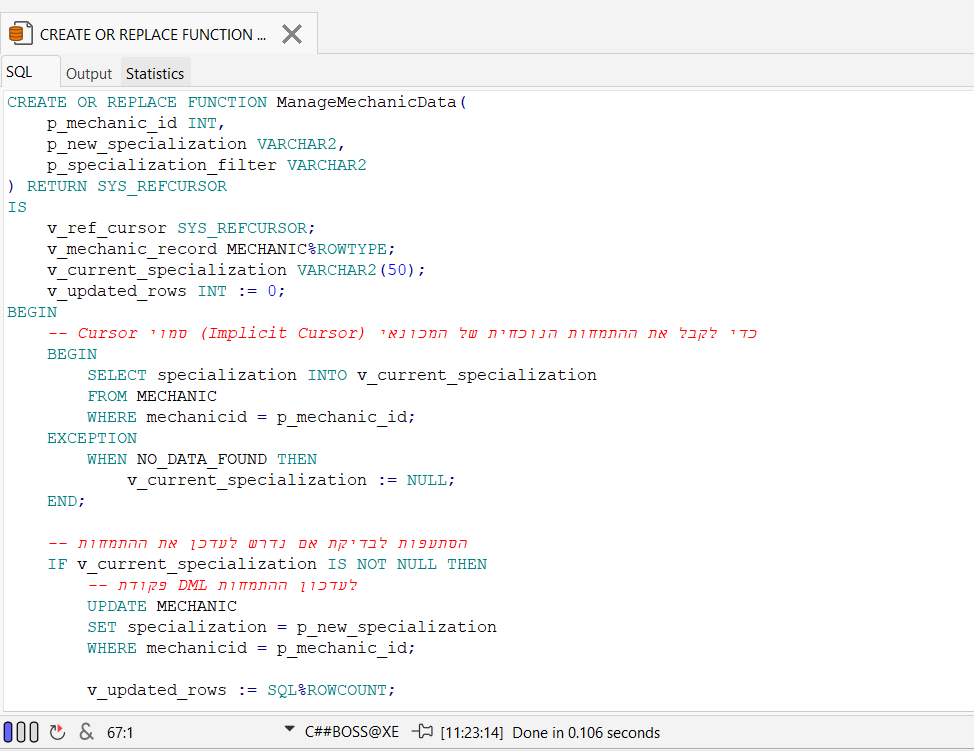 CREATE OR REPLACE FUNCTION ...
SQL
Output
Statistics
CREATE OR REPLACE FUNCTION ManageMechanicData(
    p_mechanic_id INT,
    p_new_specialization VARCHAR2,
    p_specialization_filter VARCHAR2
) RETURN SYS_REFCURSOR
IS
    v_ref_cursor SYS_REFCURSOR;
    v_mechanic_record MECHANIC%ROWTYPE;
    v_current_specialization VARCHAR2(50);
    v_updated_rows INT := 0;
BEGIN
    -- Cursor סמוי (Implicit Cursor) כדי לקבל את ההתמחות הנוכחית של המכונאי
    BEGIN
        SELECT specialization INTO v_current_specialization
        FROM MECHANIC
        WHERE mechanicid = p_mechanic_id;
    EXCEPTION
        WHEN NO_DATA_FOUND THEN
            v_current_specialization := NULL;
    END;
    -- הסתעפות לבדיקת אם נדרש לעדכן את ההתמחות
    IF v_current_specialization IS NOT NULL THEN
        -- פקודת DML לעדכון ההתמחות
        UPDATE MECHANIC
        SET specialization = p_new_specialization
        WHERE mechanicid = p_mechanic_id;
        v_updated_rows := SQL%ROWCOUNT;
& 67:1 C##BOSS@XE [11:23:14] Done in 0.106 seconds